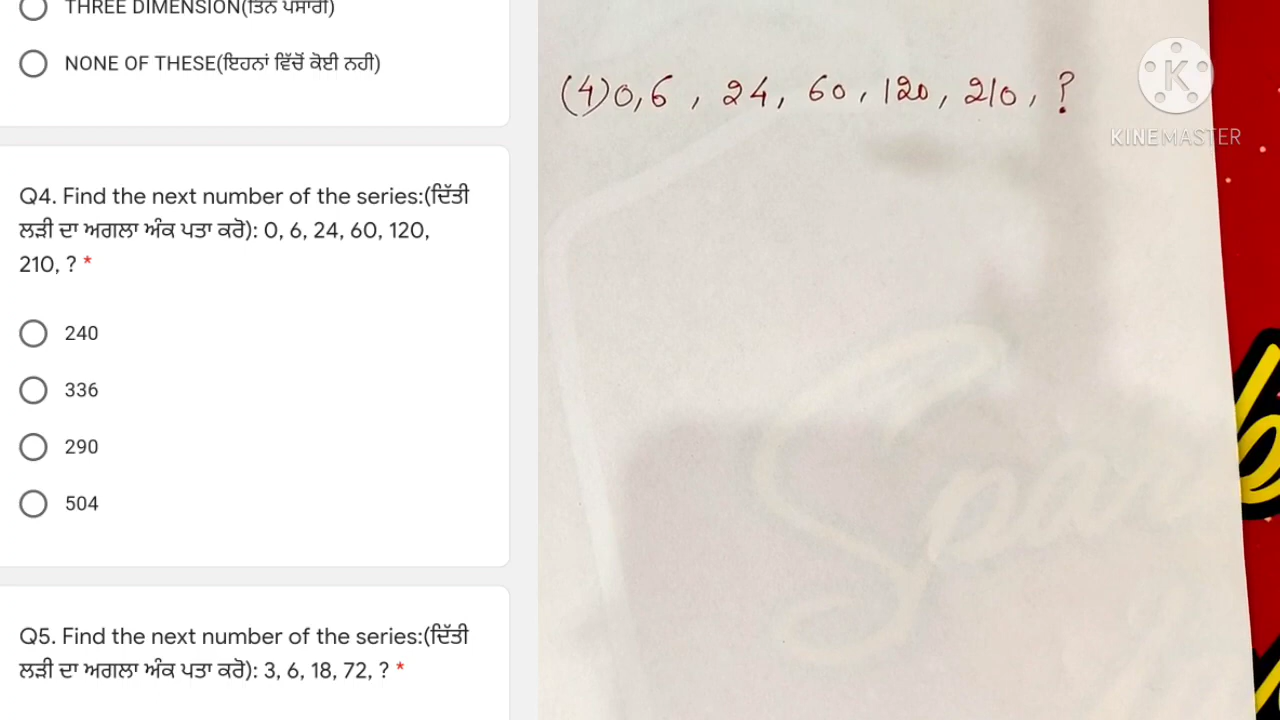 THREE DIMENSION(ਤਿੰਨ ਪਸਾਰੀ)
NONE OF THESE(ਇਹਨਾਂ ਵਿੱਚੋਂ ਕੋਈ ਨਹੀ)
Q4. Find the next number of the series:(ਦਿੱਤੀ
ਲੜੀ ਦਾ ਅਗਲਾ ਅੰਕ ਪਤਾ ਕਰੋ): 0, 6, 24, 60, 120,
210, ? *
240
336
290
504
Q5. Find the next number of the series:(ਦਿੱਤੀ
ਲੜੀ ਦਾ ਅਗਲਾ ਅੰਕ ਪਤਾ ਕਰੋ): 3, 6, 18, 72, ? *
(4) 0, 6, 24, 60, 120, 210, ?
K
KINEMASTER